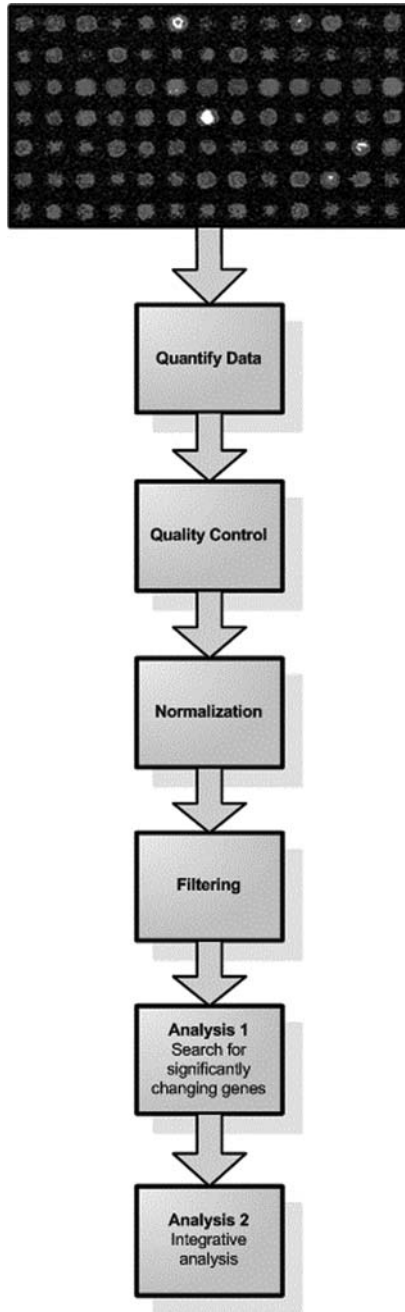 Quantify Data
Quality Control
Normalization
Filtering
Analysis 1
Search for
significantly
changing genes
Analysis 2
Integrative
analysis